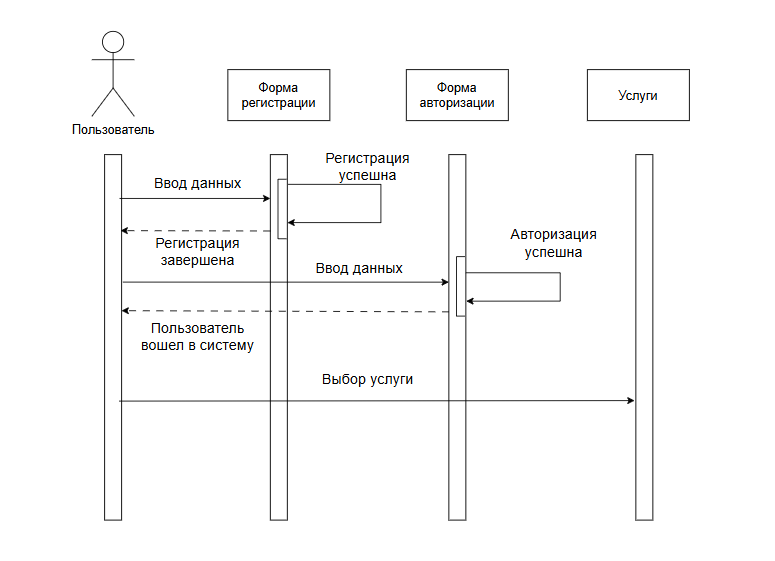 Пользователь
Форма
регистрации
Форма
авторизации
Услуги
Регистрация
успешна
Ввод данных
Регистрация
завершена
Авторизация
успешна
Ввод данных
Пользователь
вошел в систему
Выбор услуги